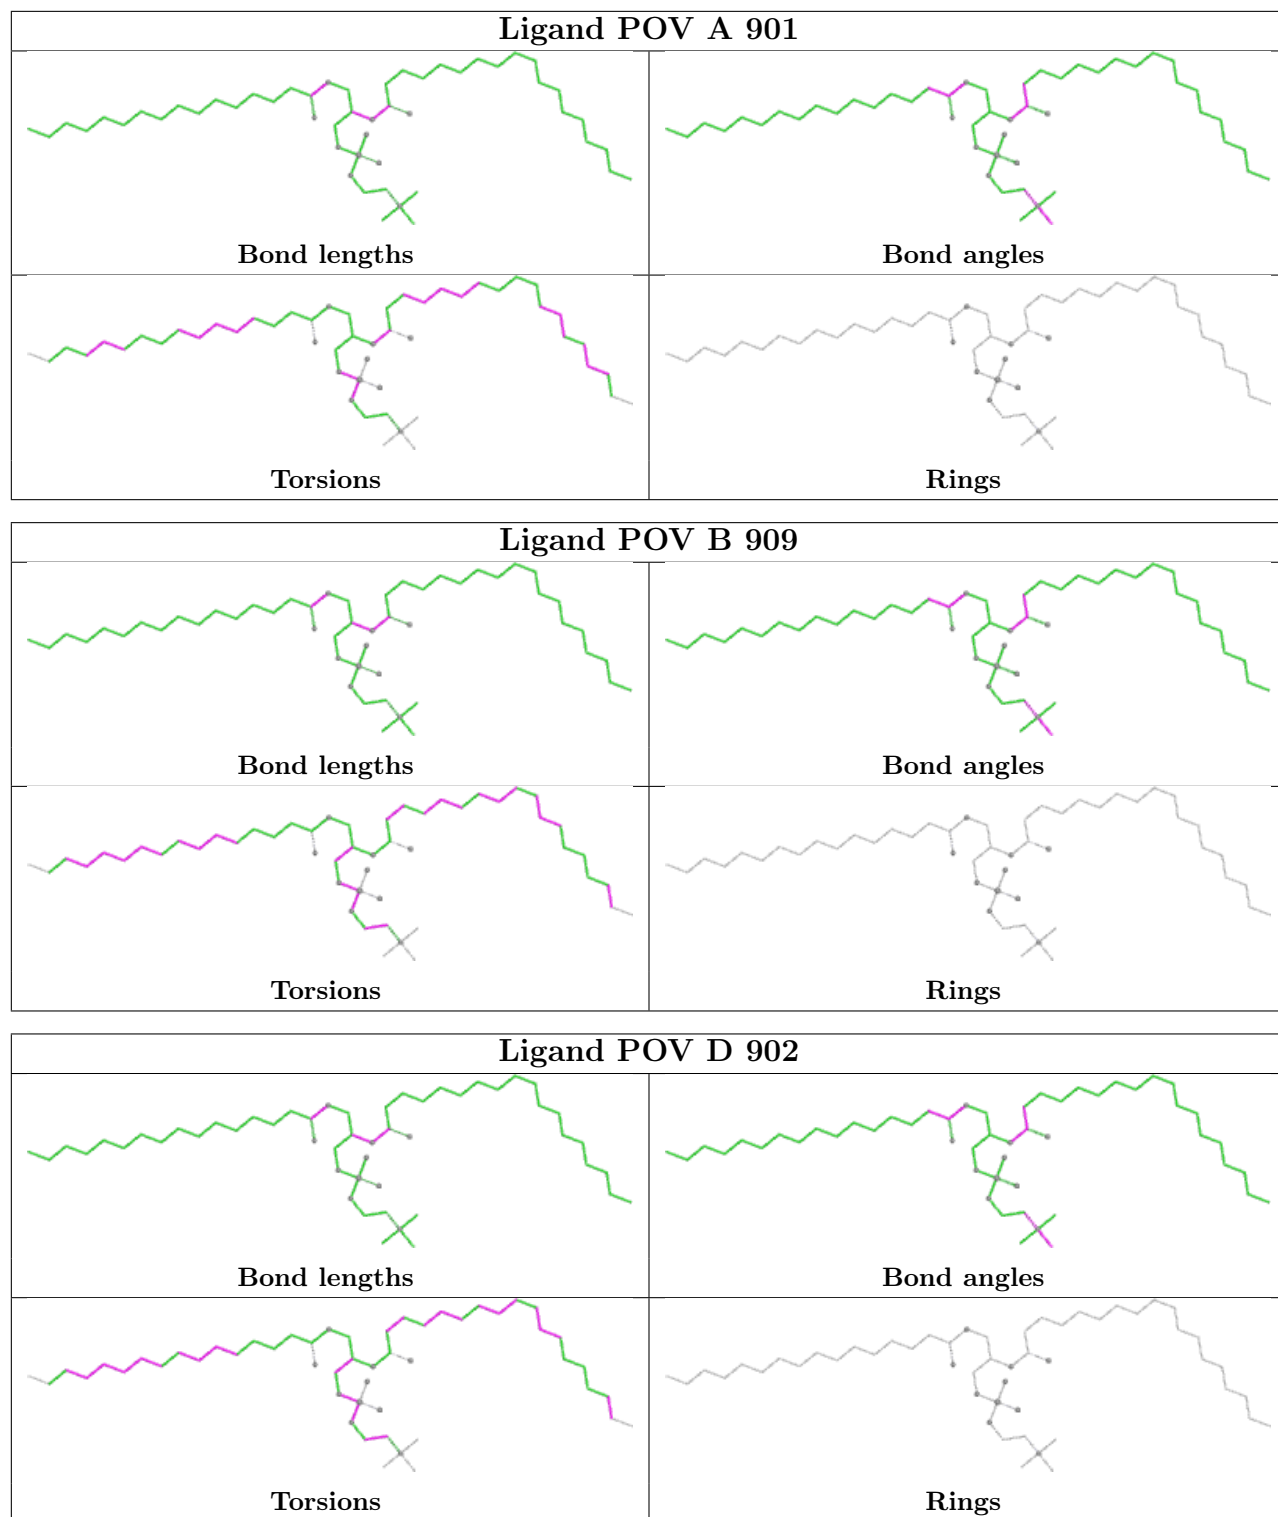 Ligand POV A 901
Bond lengths
Bond angles
Torsions
Rings
Ligand POV B 909
Bond lengths
Bond angles
Torsions
Rings
Ligand POV D 902
Bond lengths
Bond angles
Torsions
Rings